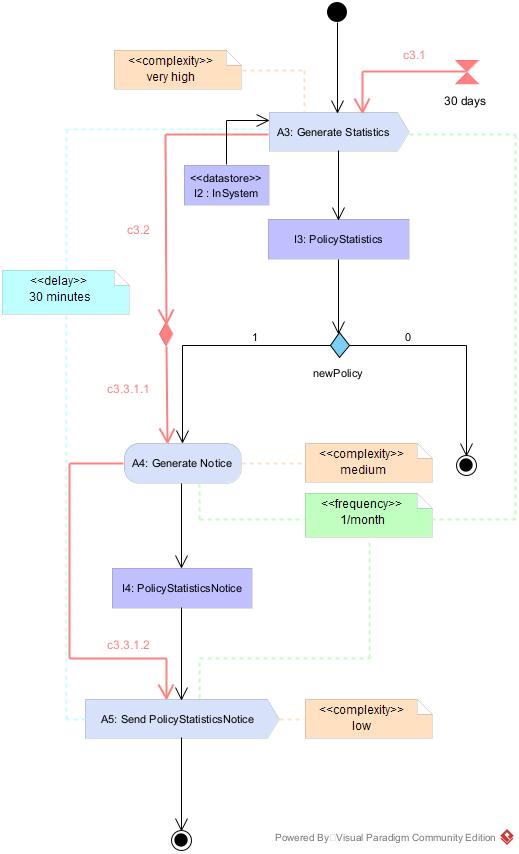 c3.1
<<complexity>>
very high
30 days
A3: Generate Statistics
<<datastore>>
I2 : InSystem
c3.2
I3: PolicyStatistics
<<delay>>
30 minutes
1
0
newPolicy
c3.3.1.1
A4: Generate Notice
<<complexity>>
medium
<<frequency>>
1/month
I4: PolicyStatisticsNotice
c3.3.1.2
A5: Send PolicyStatisticsNotice
<<complexity>>
low
Powered By Visual Paradigm Community Edition